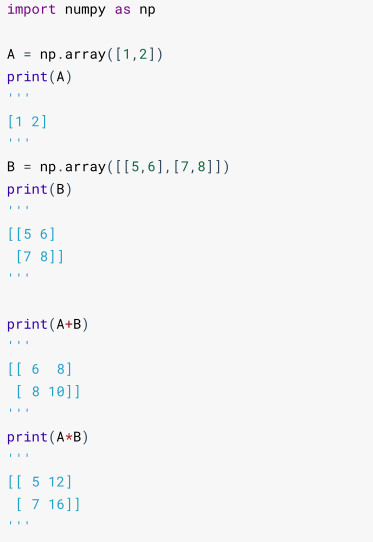 import numpy as np
A = np.array([1,2])
print(A)
'''
[1 2]
'''
B = np.array([[5,6],[7,8]])
print(B)
'''
[[5 6]
 [7 8]]
'''
print(A+B)
'''
[[ 6  8]
 [ 8 10]]
'''
print(A*B)
'''
[[ 5 12]
 [ 7 16]]
'''